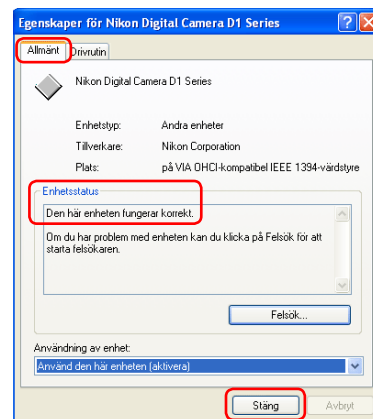 Egenskaper för Nikon Digital Camera D1 Series
Allmänt Drivrutin
Nikon Digital Camera D1 Series
Enhetstyp: Andra enheter
Tillverkare: Nikon Corporation
Plats: på VIA OHCI-kompatibel IEEE 1394-värdstyre
Enhetsstatus
Den här enheten fungerar korrekt.
Om du har problem med enheten kan du klicka på Felsök för att
starta felsökaren.
Felsök...
Användning av enhet:
Använd den här enheten (aktivera)
Stäng Avbryt